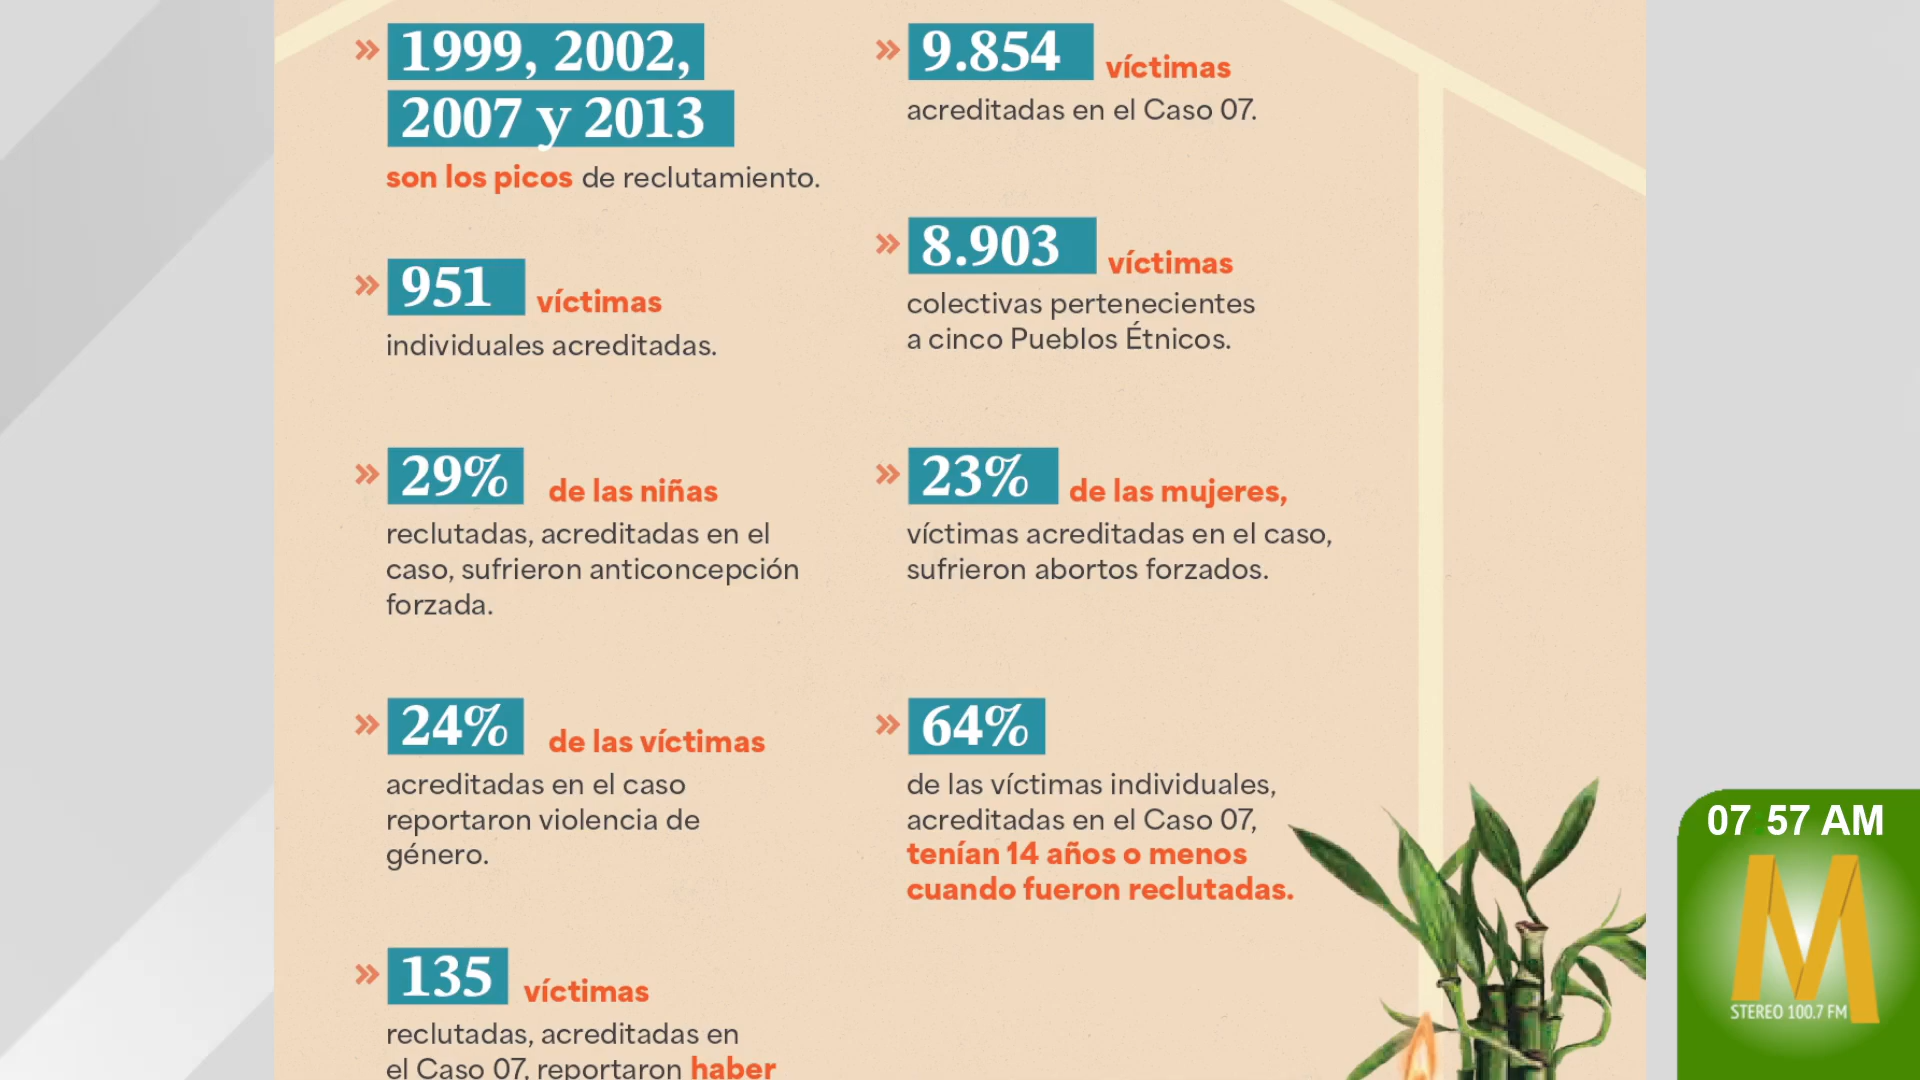 » 1999, 2002,
2007 y 2013
son los picos de reclutamiento.
» 951 víctimas
individuales acreditadas.
» 29% de las niñas
reclutadas, acreditadas en el
caso, sufrieron anticoncepción
forzada.
» 24% de las víctimas
acreditadas en el caso
reportaron violencia de
género.
» 135 víctimas
reclutadas, acreditadas en
el Caso 07, reportaron haber
» 9.854 víctimas
acreditadas en el Caso 07.
» 8.903 víctimas
colectivas pertenecientes
a cinco Pueblos Étnicos.
» 23% de las mujeres,
víctimas acreditadas en el caso,
sufrieron abortos forzados.
» 64%
de las víctimas individuales,
acreditadas en el Caso 07,
tenían 14 años o menos
cuando fueron reclutadas.
07 57 AM
M
STEREO 100.7 FM